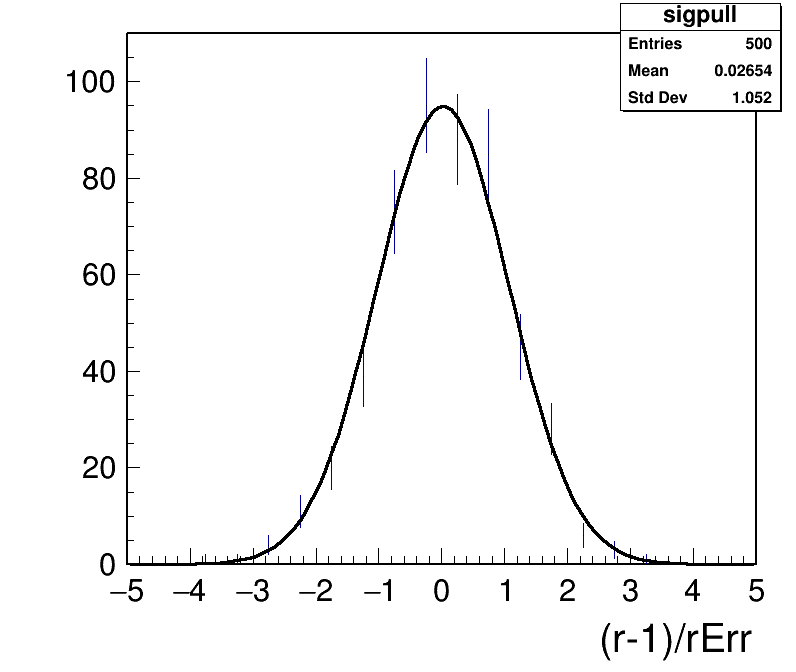 sigpull
Entries 500
Mean 0.02654
Std Dev 1.052
100
80
60
40
20
0
−5 −4 −3 −2 −1 0 1 2 3 4 5
(r-1)/rErr